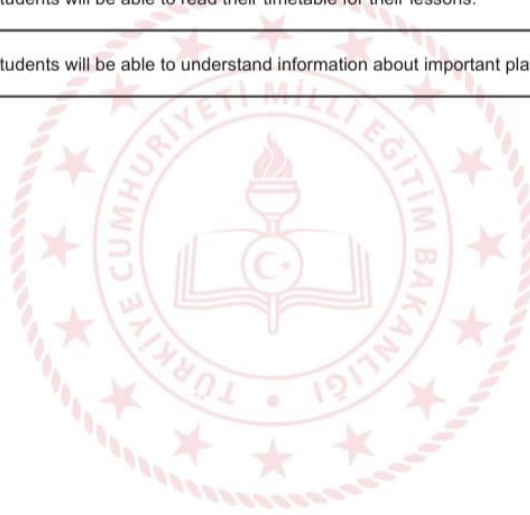 tudents will be able to read their timetable for their lessons.
tudents will be able to understand information about important pla
TÜRKİYE CUMHURİYETİ MİLLİ EĞİTİM BAKANLIĞI